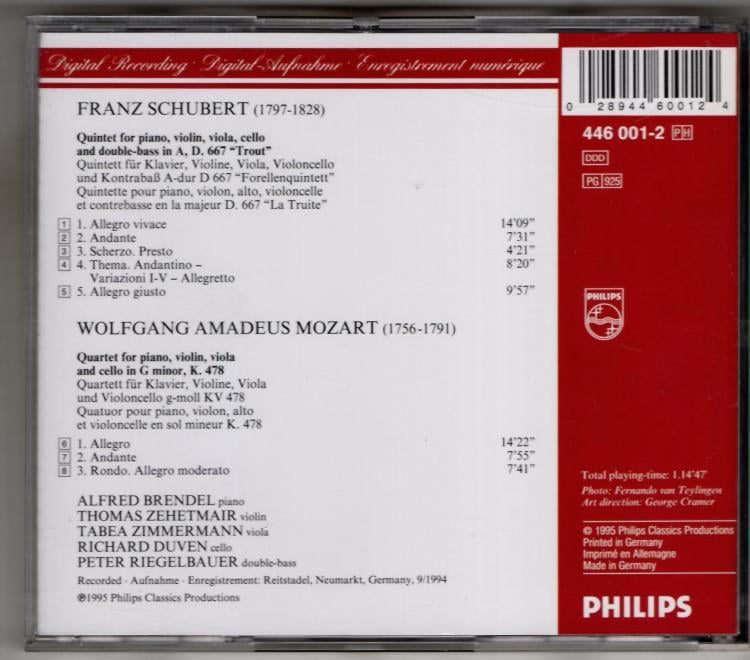 Digital Recording · Digital-Aufnahme · Enregistrement numérique
FRANZ SCHUBERT (1797-1828)
Quintet for piano, violin, viola, cello
and double-bass in A, D. 667 “Trout”
Quintett für Klavier, Violine, Viola, Violoncello
und Kontrabaß A-dur D 667 “Forellenquintett”
Quintette pour piano, violon, alto, violoncelle
et contrebasse en la majeur D. 667 “La Truite”
1 1. Allegro vivace 14'09”
2 2. Andante 7'31”
3 3. Scherzo. Presto 4'21”
4 4. Thema. Andantino – 8'20”
Variazioni I-V – Allegretto
5 5. Allegro giusto 9'57”
WOLFGANG AMADEUS MOZART (1756-1791)
Quartet for piano, violin, viola
and cello in G minor, K. 478
Quartett für Klavier, Violine, Viola
und Violoncello g-moll KV 478
Quatuor pour piano, violon, alto
et violoncelle en sol mineur K. 478
6 1. Allegro 14'22”
7 2. Andante 7'55”
8 3. Rondo. Allegro moderato 7'41”
ALFRED BRENDEL piano
THOMAS ZEHETMAIR violin
TABEA ZIMMERMANN viola
RICHARD DUVEN cello
PETER RIEGELBAUER double-bass
Recorded · Aufnahme · Enregistrement: Reitstadel, Neumarkt, Germany, 9/1994
℗1995 Philips Classics Productions
0 28944 60012 4
446 001-2 PH
DDD
PG 925
PHILIPS
Total playing-time: 1.14'47'
Photo: Fernando van Teylingen
Art direction: George Cramer
© 1995 Philips Classics Productions
Printed in Germany
Imprimé en Allemagne
Made in Germany
PHILIPS